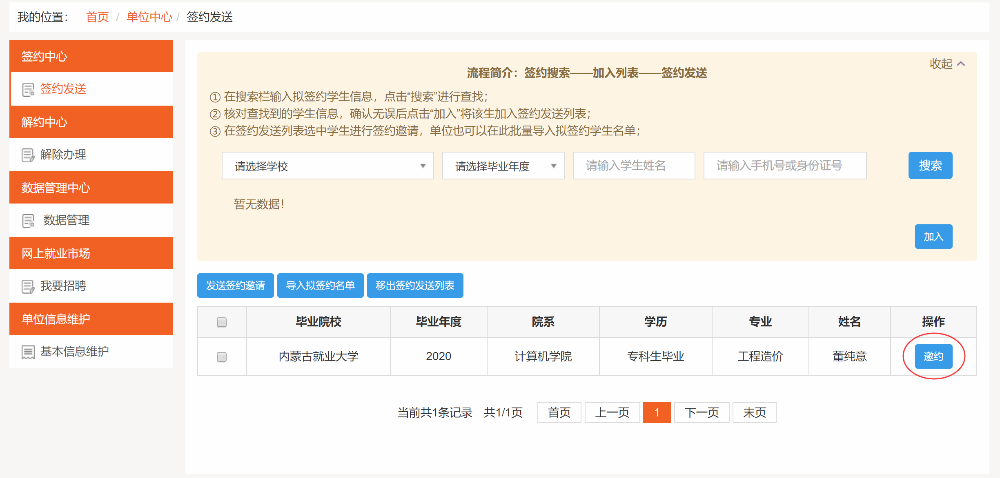 我的位置： 首页 / 单位中心 / 签约发送
签约中心
签约发送
解约中心
解除办理
数据管理中心
数据管理
网上就业市场
我要招聘
单位信息维护
基本信息维护
收起
流程简介：签约搜索——加入列表——签约发送
① 在搜索栏输入拟签约学生信息，点击“搜索”进行查找；
② 核对查找到的学生信息，确认无误后点击“加入”将该生加入签约发送列表；
③ 在签约发送列表选中学生进行签约邀请，单位也可以在此批量导入拟签约学生名单；
请选择学校 请选择毕业年度 请输入学生姓名 请输入手机号或身份证号 搜索
暂无数据！
加入
发送签约邀请 导入拟签约名单 移出签约发送列表
毕业院校 毕业年度 院系 学历 专业 姓名 操作
内蒙古就业大学 2020 计算机学院 专科生毕业 工程造价 董纯意 邀约
当前共1条记录 共1/1页 首页 上一页 1 下一页 末页